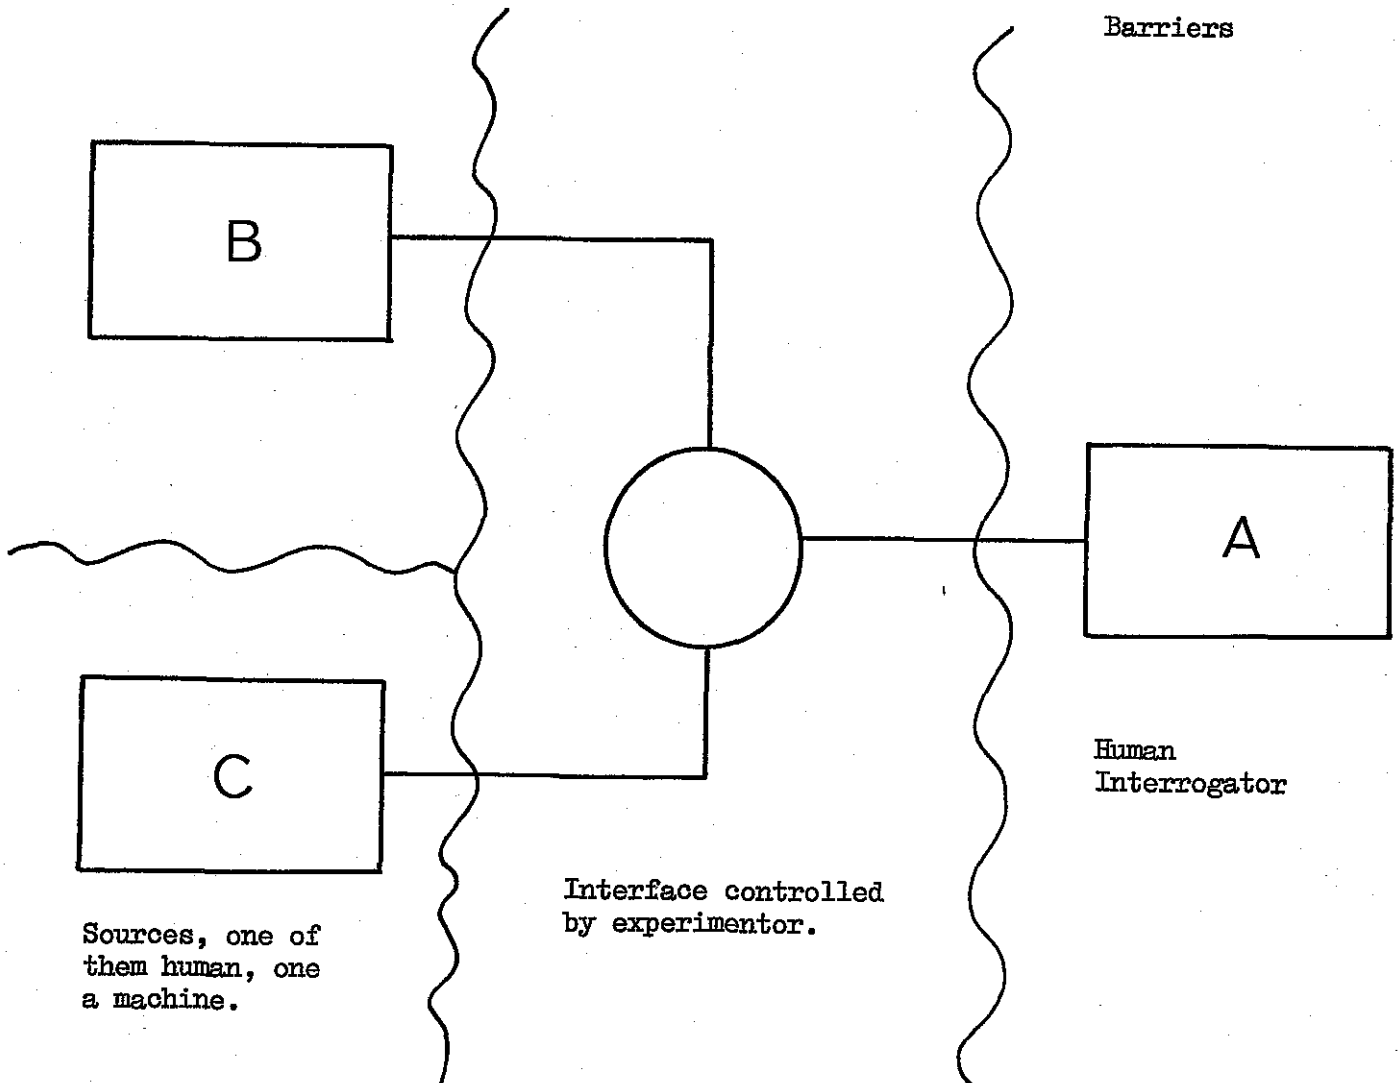 Barriers
B
A
C
Human
Interrogator
Interface controlled
by experimentor.
Sources, one of
them human, one
a machine.